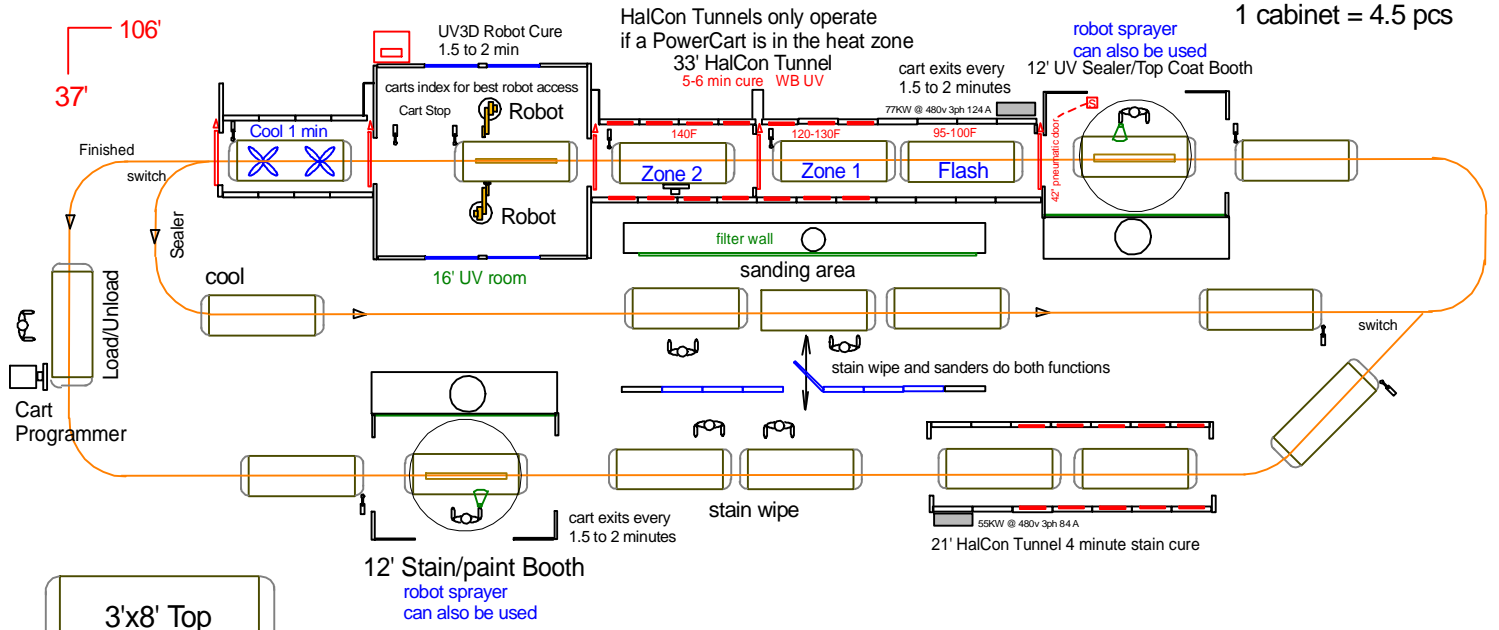 106'
37'
UV3D Robot Cure
1.5 to 2 min
HalCon Tunnels only operate
if a PowerCart is in the heat zone
33' HalCon Tunnel
5-6 min cure WB UV
cart exits every
1.5 to 2 minutes
77KW @ 480v 3ph 124 A
robot sprayer
can also be used
12' UV Sealer/Top Coat Booth
1 cabinet = 4.5 pcs
carts index for best robot access
Cart Stop
Robot
Cool 1 min
140F
120-130F
95-100F
42' pneumatic door
S
Finished
switch
Zone 2
Zone 1
Flash
Robot
Sealer
filter wall
16' UV room
sanding area
cool
Load/Unload
switch
stain wipe and sanders do both functions
Cart
Programmer
stain wipe
cart exits every
1.5 to 2 minutes
55KW @ 480v 3ph 84 A
21' HalCon Tunnel 4 minute stain cure
12' Stain/paint Booth
robot sprayer
can also be used
3'x8' Top